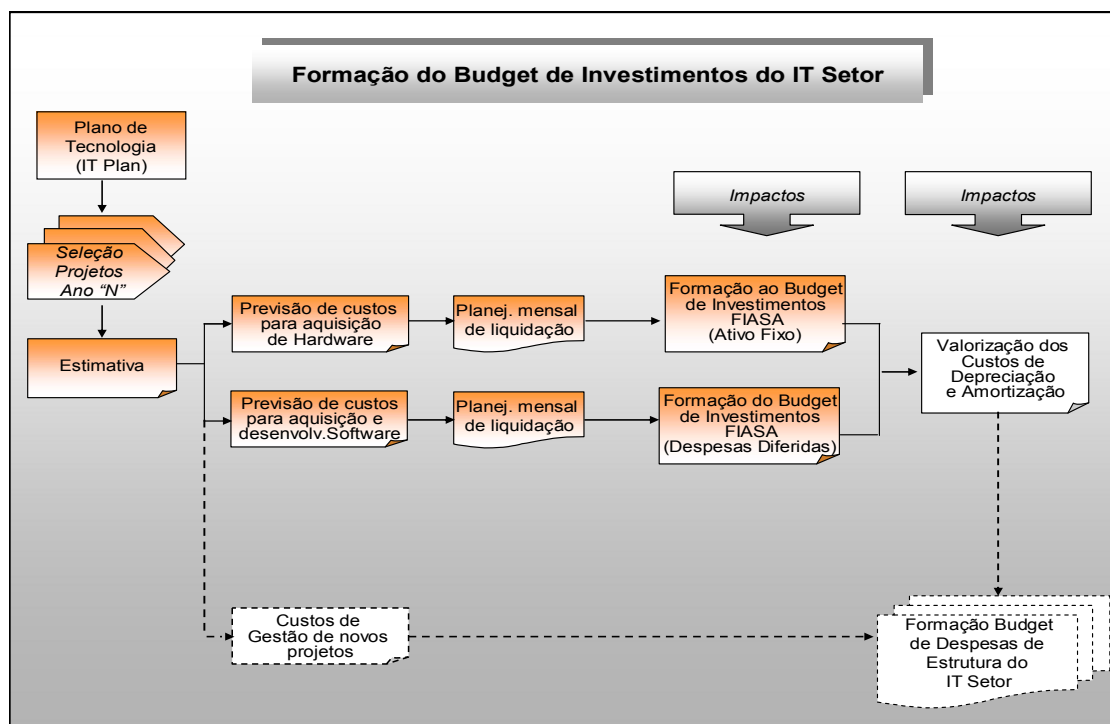 Formação do Budget de Investimentos do IT Setor
Plano de
Tecnologia
(IT Plan)
Impactos
Impactos
Seleção
Projetos
Ano “N”
Estimativa
Previsão de custos
para aquisição
de Hardware
Planej. mensal
de liquidação
Formação ao Budget
de Investimentos
FIASA
(Ativo Fixo)
Valorização dos
Custos de
Depreciação
e Amortização
Previsão de custos
para aquisição e
desenvolv.Software
Planej. mensal
de liquidação
Formação do Budget
de Investimentos
FIASA
(Despesas Diferidas)
Custos de
Gestão de novos
projetos
Formação Budget
de Despesas de
Estrutura do
IT Setor